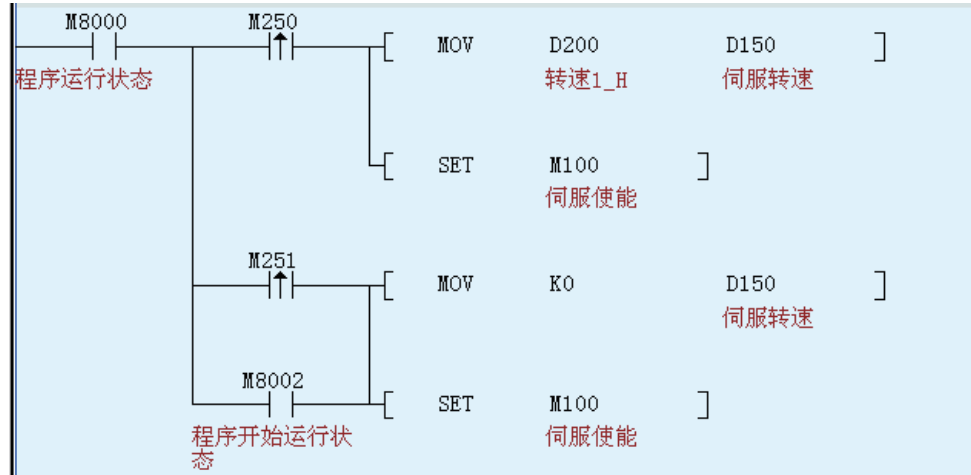 M8000 M250
MOV D200 D150
程序运行状态 转速1_H 伺服转速
SET M100
伺服使能
M251
MOV K0 D150
伺服转速
M8002
SET M100
程序开始运行状 伺服使能
态